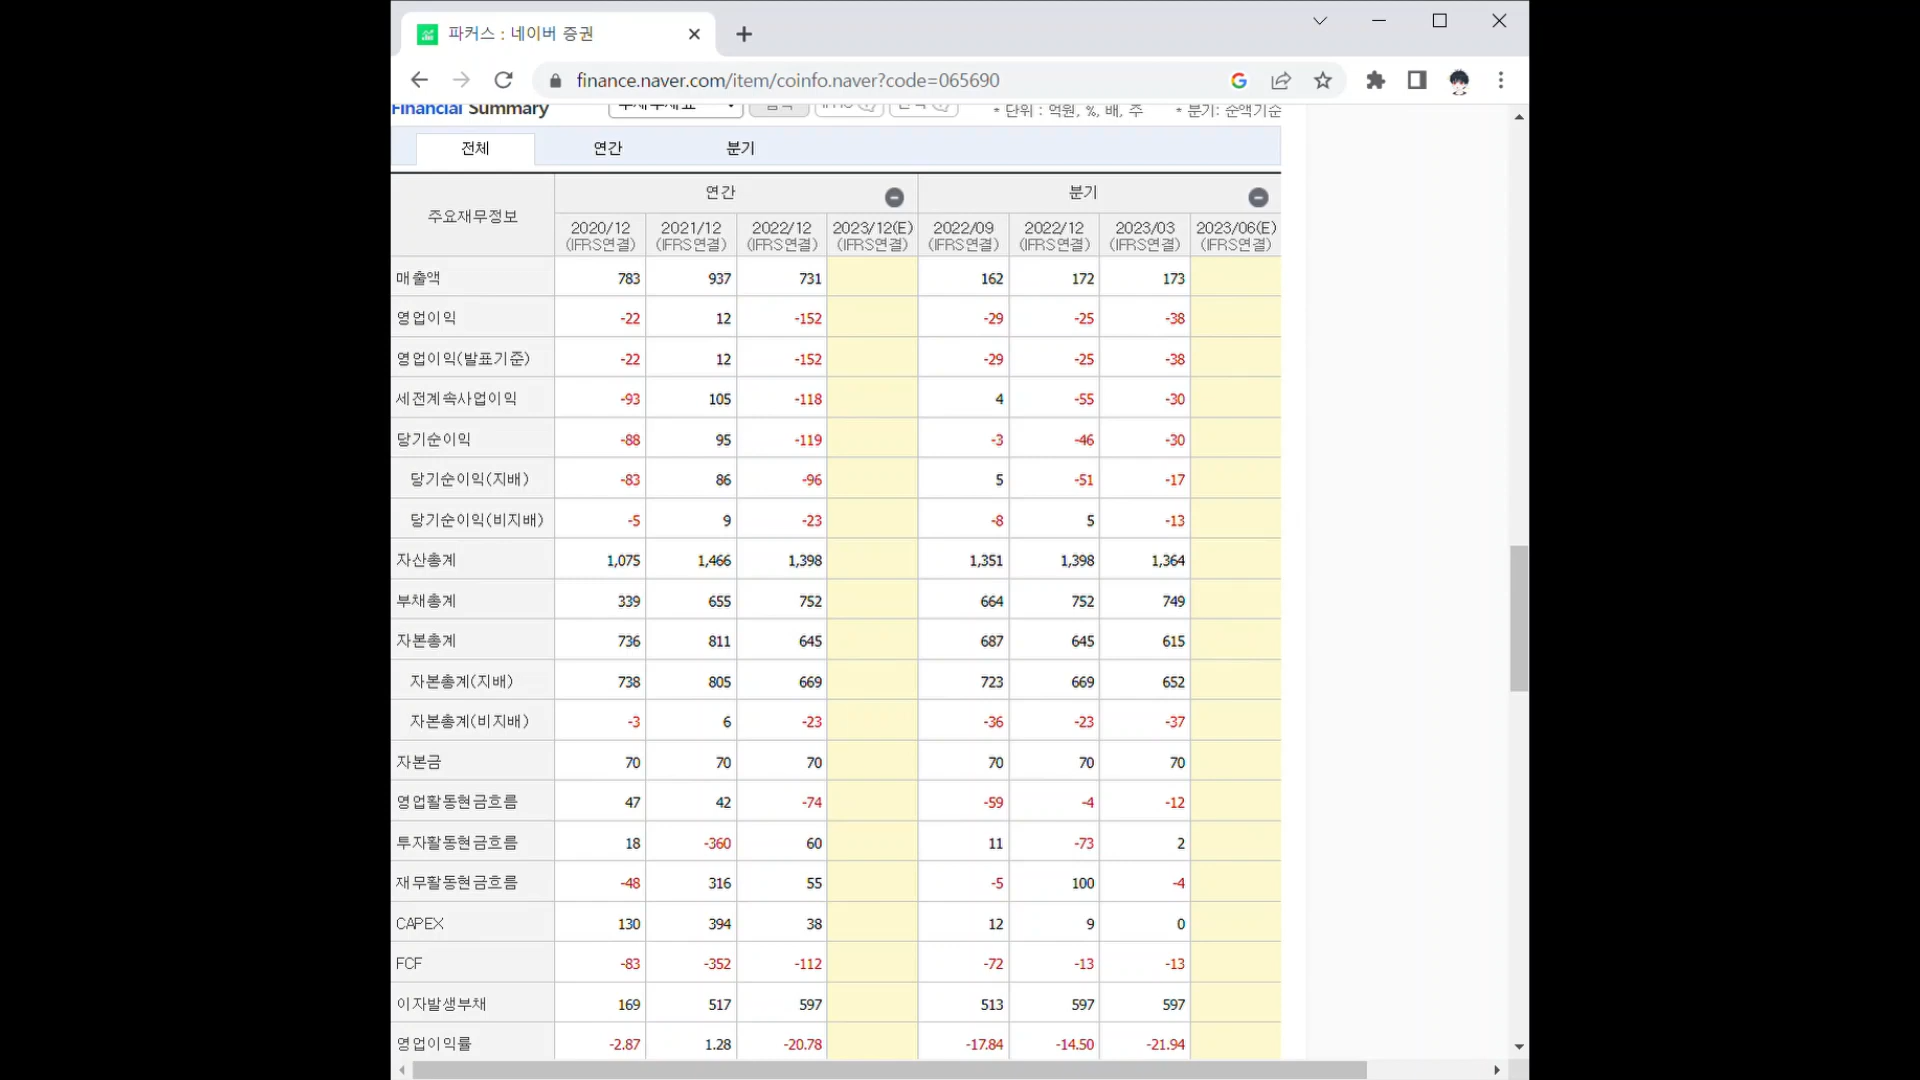 파커스 : 네이버 증권
finance.naver.com/item/coinfo.naver?code=065690
Financial Summary
* 단위 : 억원, %, 배, 주 * 분기: 순액기준
전체 연간 분기
주요재무정보 연간 분기
2020/12 2021/12 2022/12 2023/12(E) 2022/09 2022/12 2023/03 2023/06(E)
(IFRS연결) (IFRS연결) (IFRS연결) (IFRS연결) (IFRS연결) (IFRS연결) (IFRS연결) (IFRS연결)
매출액 783 937 731 162 172 173
영업이익 -22 12 -152 -29 -25 -38
영업이익(발표기준) -22 12 -152 -29 -25 -38
세전계속사업이익 -93 105 -118 4 -55 -30
당기순이익 -88 95 -119 -3 -46 -30
당기순이익(지배) -83 86 -96 5 -51 -17
당기순이익(비지배) -5 9 -23 -8 5 -13
자산총계 1,075 1,466 1,398 1,351 1,398 1,364
부채총계 339 655 752 664 752 749
자본총계 736 811 645 687 645 615
자본총계(지배) 738 805 669 723 669 652
자본총계(비지배) -3 6 -23 -36 -23 -37
자본금 70 70 70 70 70 70
영업활동현금흐름 47 42 -74 -59 -4 -12
투자활동현금흐름 18 -360 60 11 -73 2
재무활동현금흐름 -48 316 55 -5 100 -4
CAPEX 130 394 38 12 9 0
FCF -83 -352 -112 -72 -13 -13
이자발생부채 169 517 597 513 597 597
영업이익률 -2.87 1.28 -20.78 -17.84 -14.50 -21.94